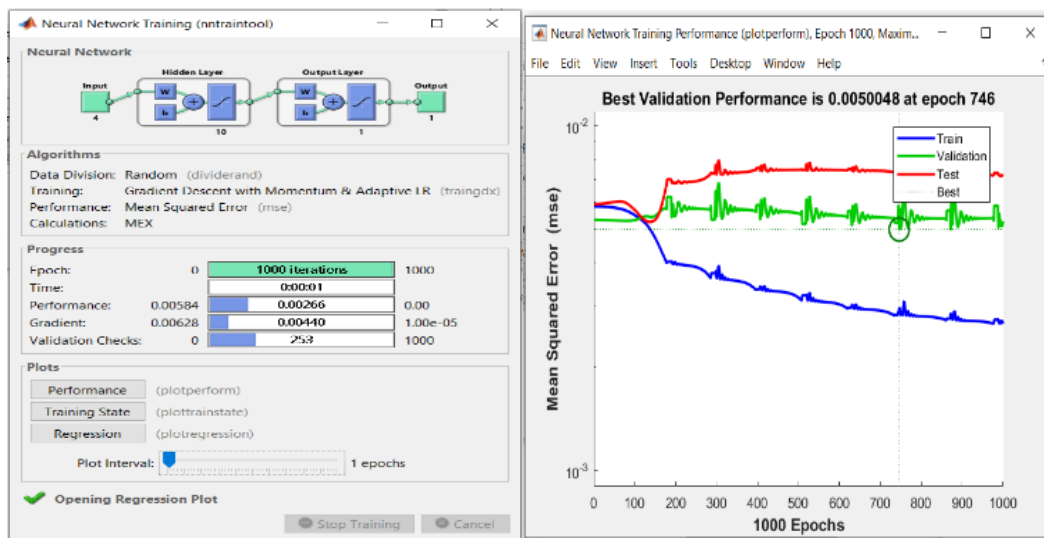 Neural Network Training (nntraintool)
Neural Network
Hidden Layer
Output Layer
Input
Output
W
b
W
b
4
10
1
1
Algorithms
Data Division: Random (dividerand)
Training: Gradient Descent with Momentum & Adaptive LR (traingdx)
Performance: Mean Squared Error (mse)
Calculations: MEX
Progress
Epoch: 0 1000 iterations 1000
Time: 0:00:01
Performance: 0.00584 0.00266 0.00
Gradient: 0.00628 0.00440 1.00e-05
Validation Checks: 0 253 1000
Plots
Performance (plotperform)
Training State (plottrainstate)
Regression (plotregression)
Plot Interval: 1 epochs
Opening Regression Plot
Stop Training Cancel
Neural Network Training Performance (plotperform), Epoch 1000, Maxim...
File Edit View Insert Tools Desktop Window Help
Best Validation Performance is 0.0050048 at epoch 746
10-2
Train
Validation
Test
Best
Mean Squared Error (mse)
10-3
0 100 200 300 400 500 600 700 800 900 1000
1000 Epochs